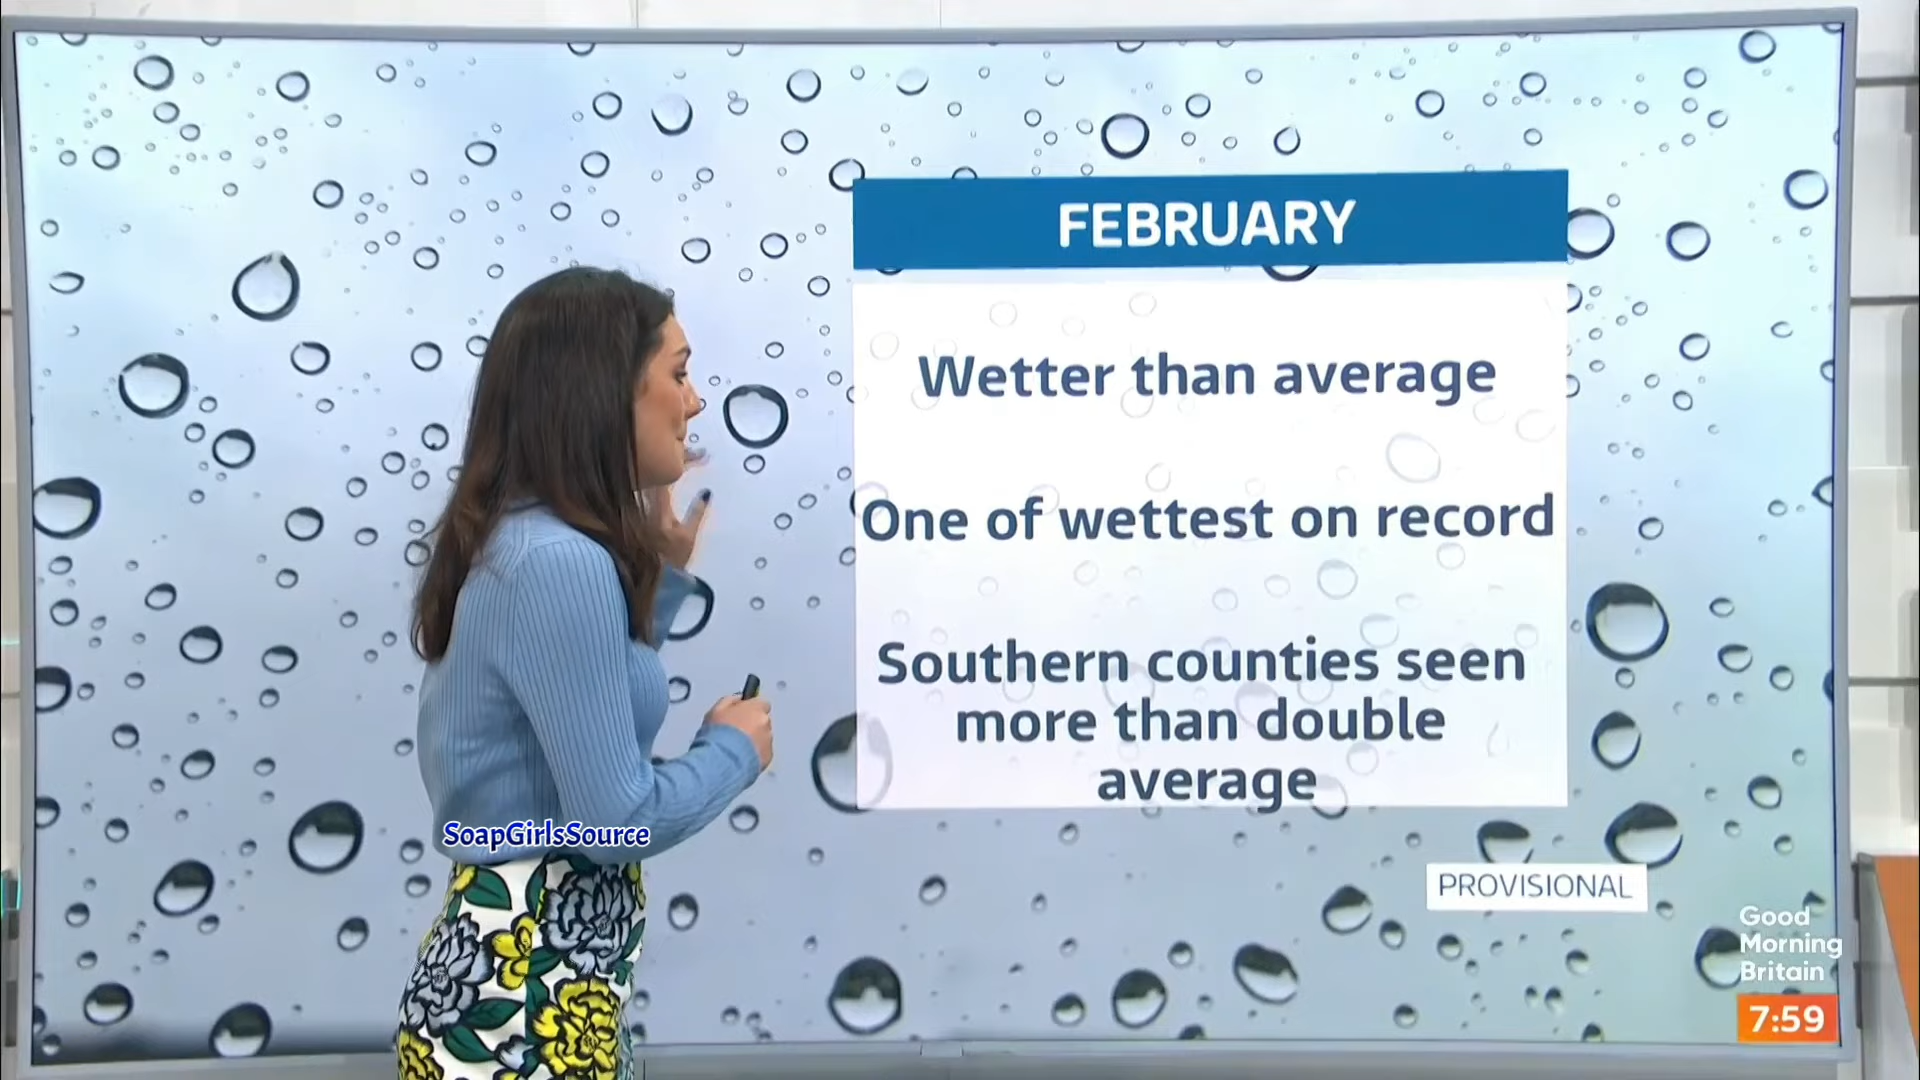 FEBRUARY
Wetter than average
One of wettest on record
Southern counties seen
more than double
average
SoapGirlsSource
PROVISIONAL
Good
Morning
Britain
7:59